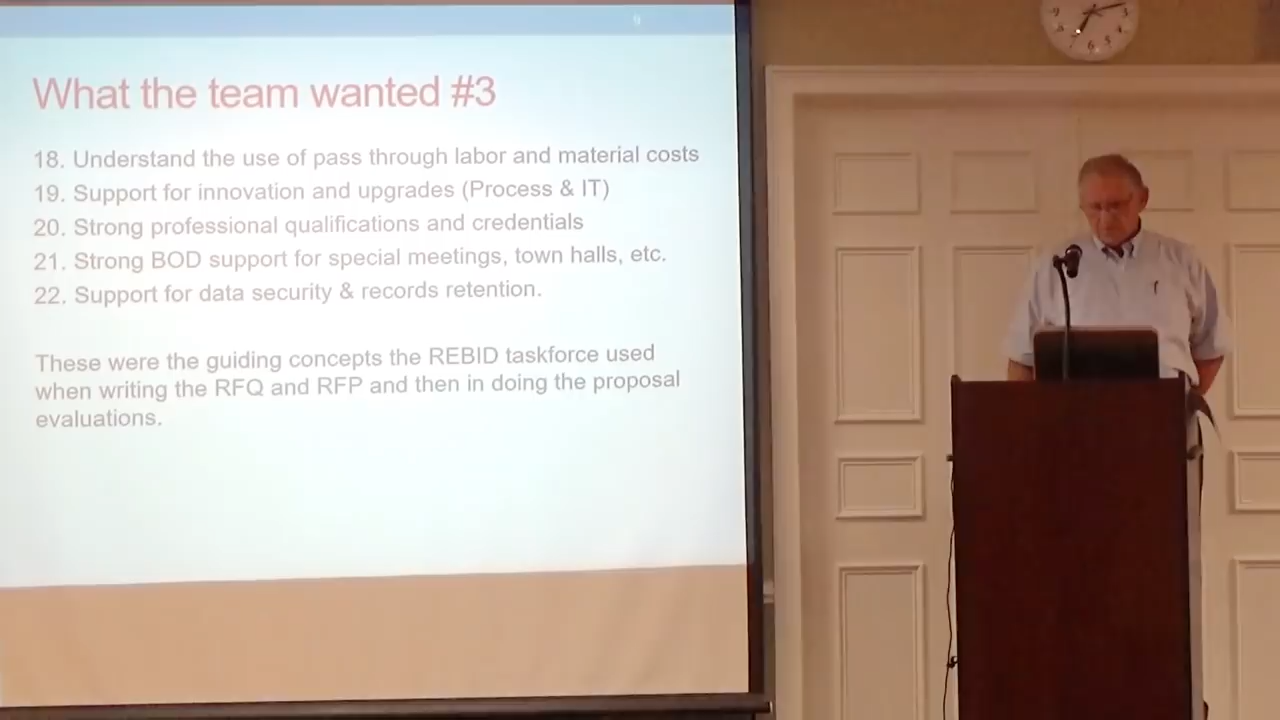 9
What the team wanted #3
18. Understand the use of pass through labor and material costs
19. Support for innovation and upgrades (Process & IT)
20. Strong professional qualifications and credentials
21. Strong BOD support for special meetings, town halls, etc.
22. Support for data security & records retention.
These were the guiding concepts the REBID taskforce used
when writing the RFQ and RFP and then in doing the proposal
evaluations.